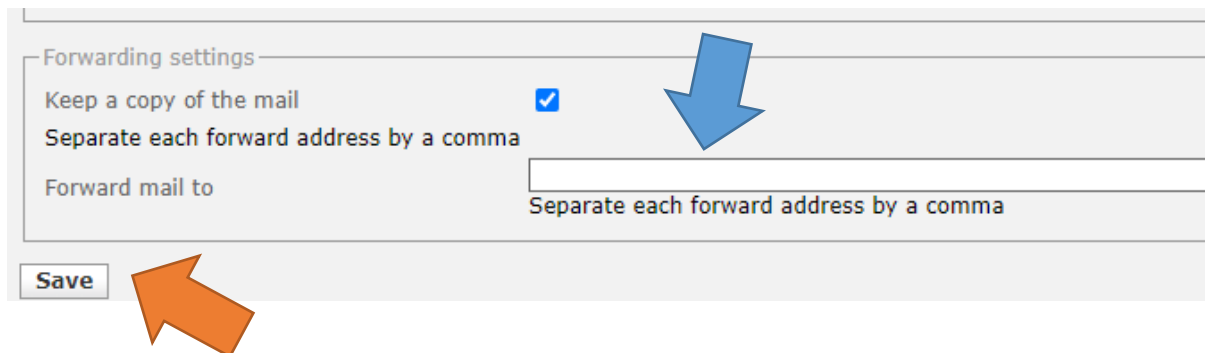 Forwarding settings
Keep a copy of the mail
Separate each forward address by a comma
Forward mail to
Separate each forward address by a comma
Save